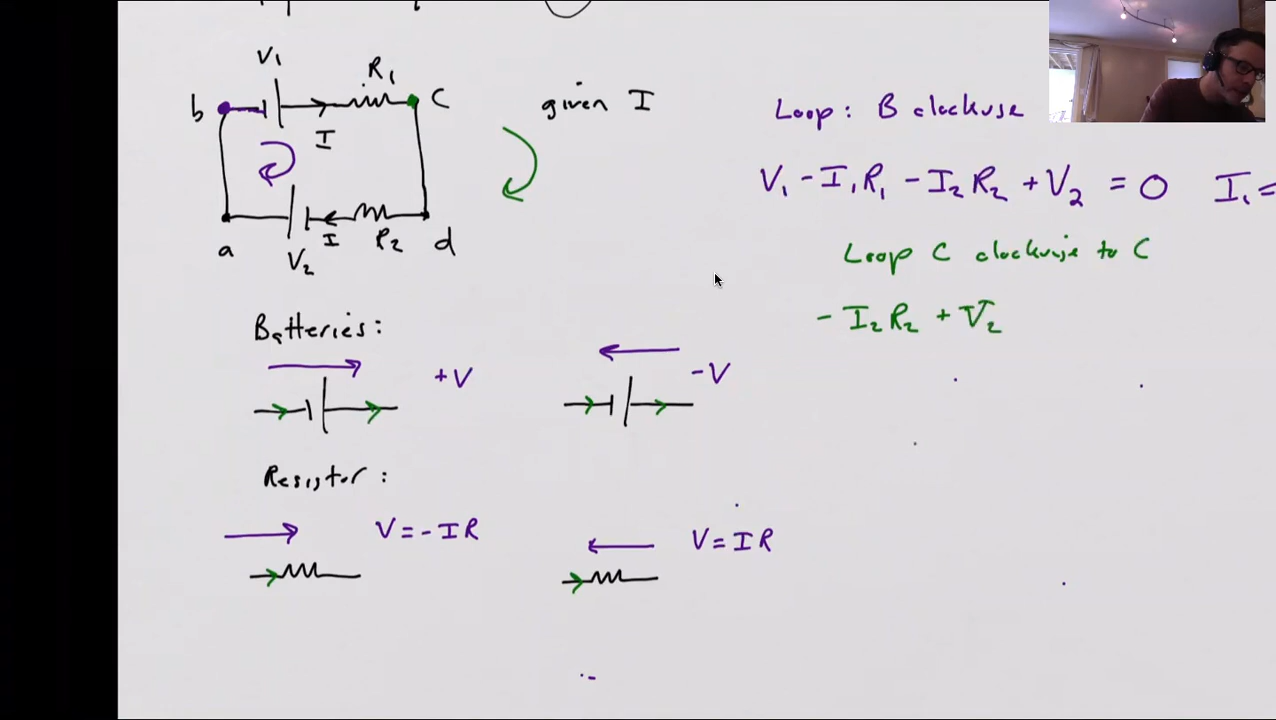 V₁
R₁
b
C
I
given I
a
V₂
I
R₂
d
Loop: B clockwise
V₁ - I₁R₁ - I₂R₂ + V₂ = 0 I₁ =
Loop C clockwise to C
- I₂R₂ + V₂
Batteries:
+V
-V
Resistor:
V = - IR
V = IR